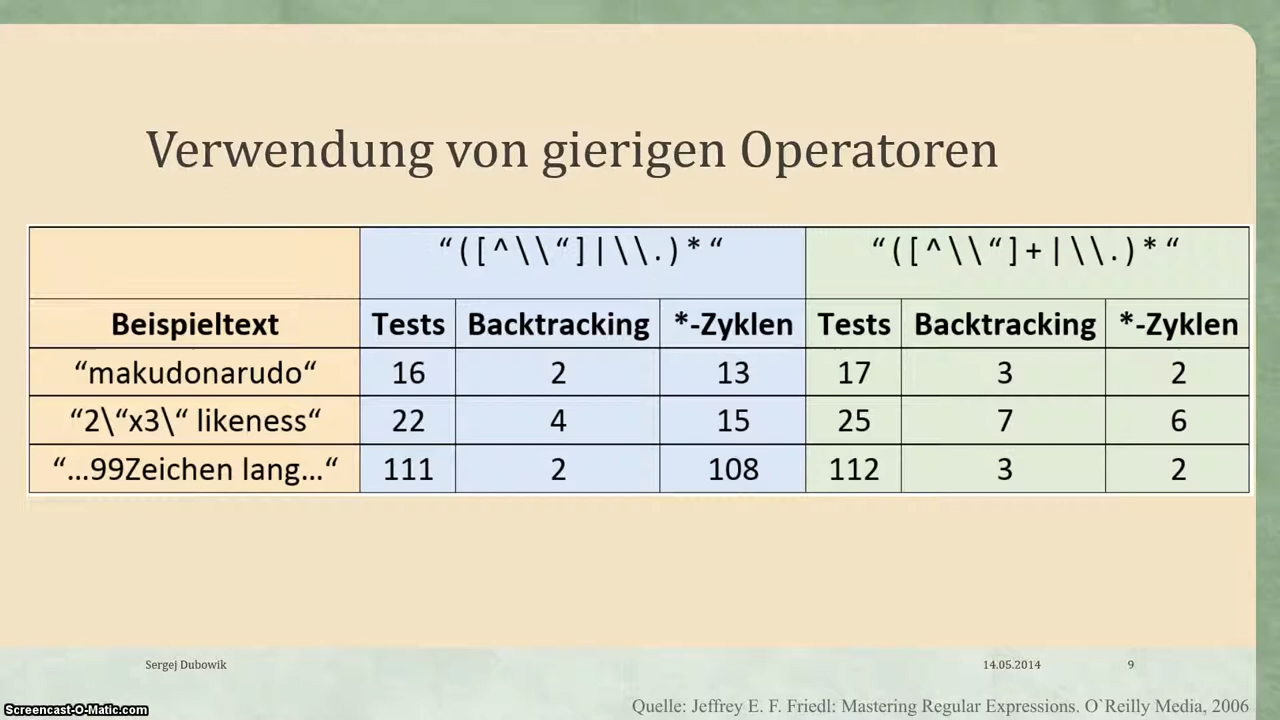 Verwendung von gierigen Operatoren
“([^\\“]|\\.)*“ “([^\\“]+|\\.)*“
Beispieltext Tests Backtracking *-Zyklen Tests Backtracking *-Zyklen
“makudonarudo“ 16 2 13 17 3 2
“2\“x3\“ likeness“ 22 4 15 25 7 6
“...99Zeichen lang...“ 111 2 108 112 3 2
Sergej Dubowik 14.05.2014 9
Screencast-O-Matic.com
Quelle: Jeffrey E. F. Friedl: Mastering Regular Expressions. O`Reilly Media, 2006